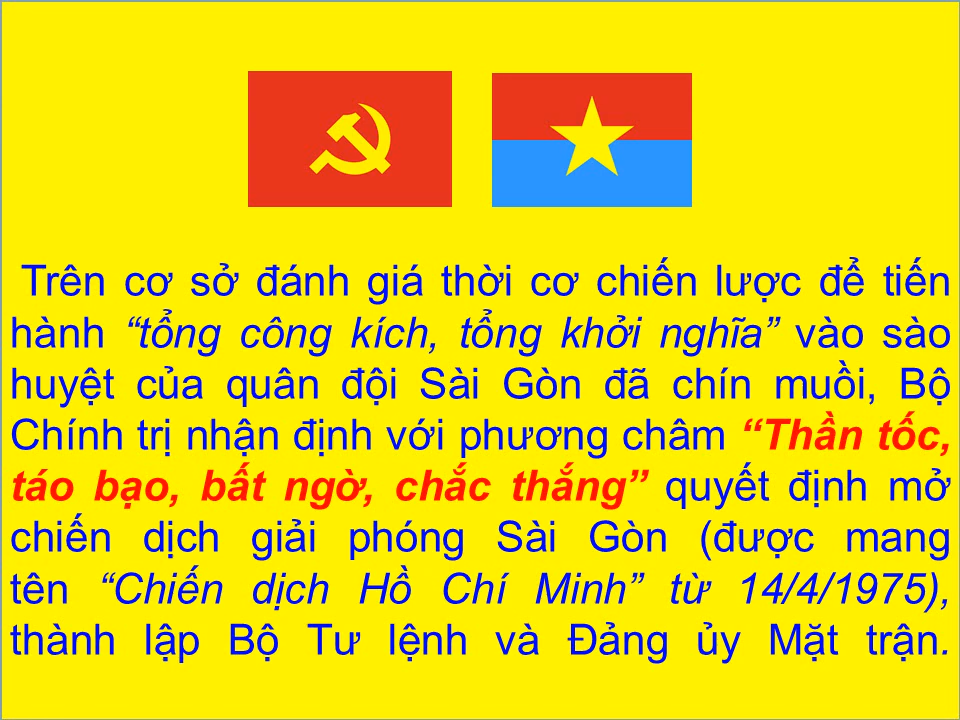 Trên cơ sở đánh giá thời cơ chiến lược để tiến
hành “tổng công kích, tổng khởi nghĩa” vào sào
huyệt của quân đội Sài Gòn đã chín muồi, Bộ
Chính trị nhận định với phương châm “Thần tốc,
táo bạo, bất ngờ, chắc thắng” quyết định mở
chiến dịch giải phóng Sài Gòn (được mang
tên “Chiến dịch Hồ Chí Minh” từ 14/4/1975),
thành lập Bộ Tư lệnh và Đảng ủy Mặt trận.